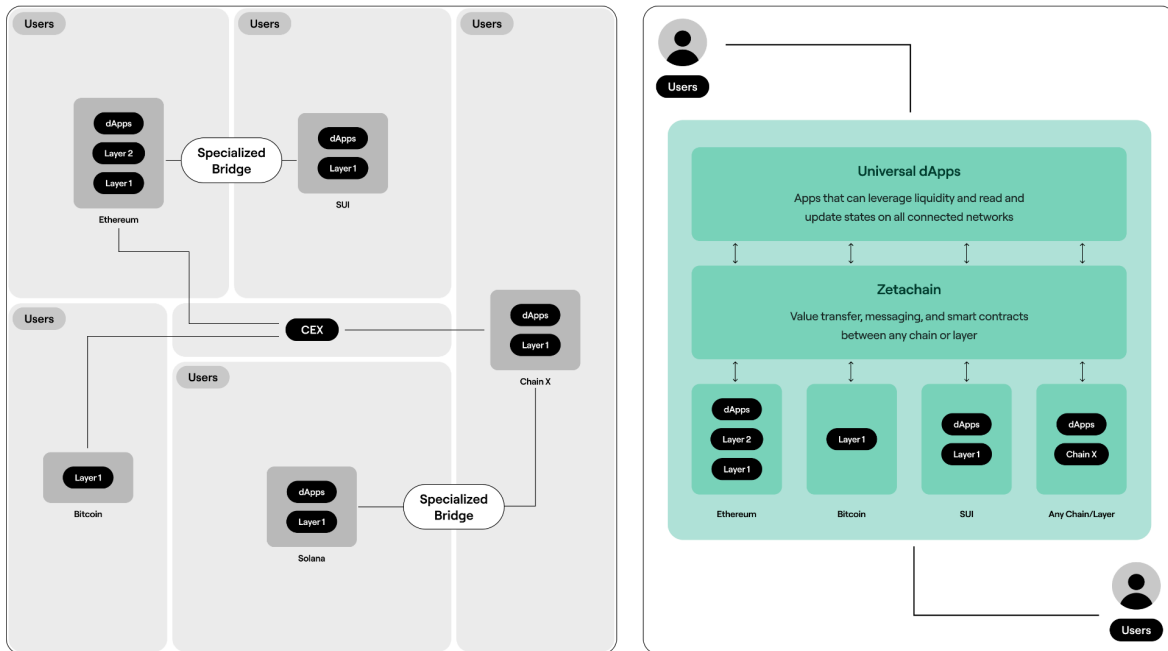 Users
Users
Users
dApps
Layer 2
Layer 1
Ethereum
Specialized
Bridge
dApps
Layer 1
SUI
Users
CEX
dApps
Layer 1
Chain X
Users
Layer 1
Bitcoin
dApps
Layer 1
Solana
Specialized
Bridge
Users
Universal dApps
Apps that can leverage liquidity and read and
update states on all connected networks
Zetachain
Value transfer, messaging, and smart contracts
between any chain or layer
dApps
Layer 2
Layer 1
Ethereum
Layer 1
Bitcoin
dApps
Layer 1
SUI
dApps
Chain X
Any Chain/Layer
Users